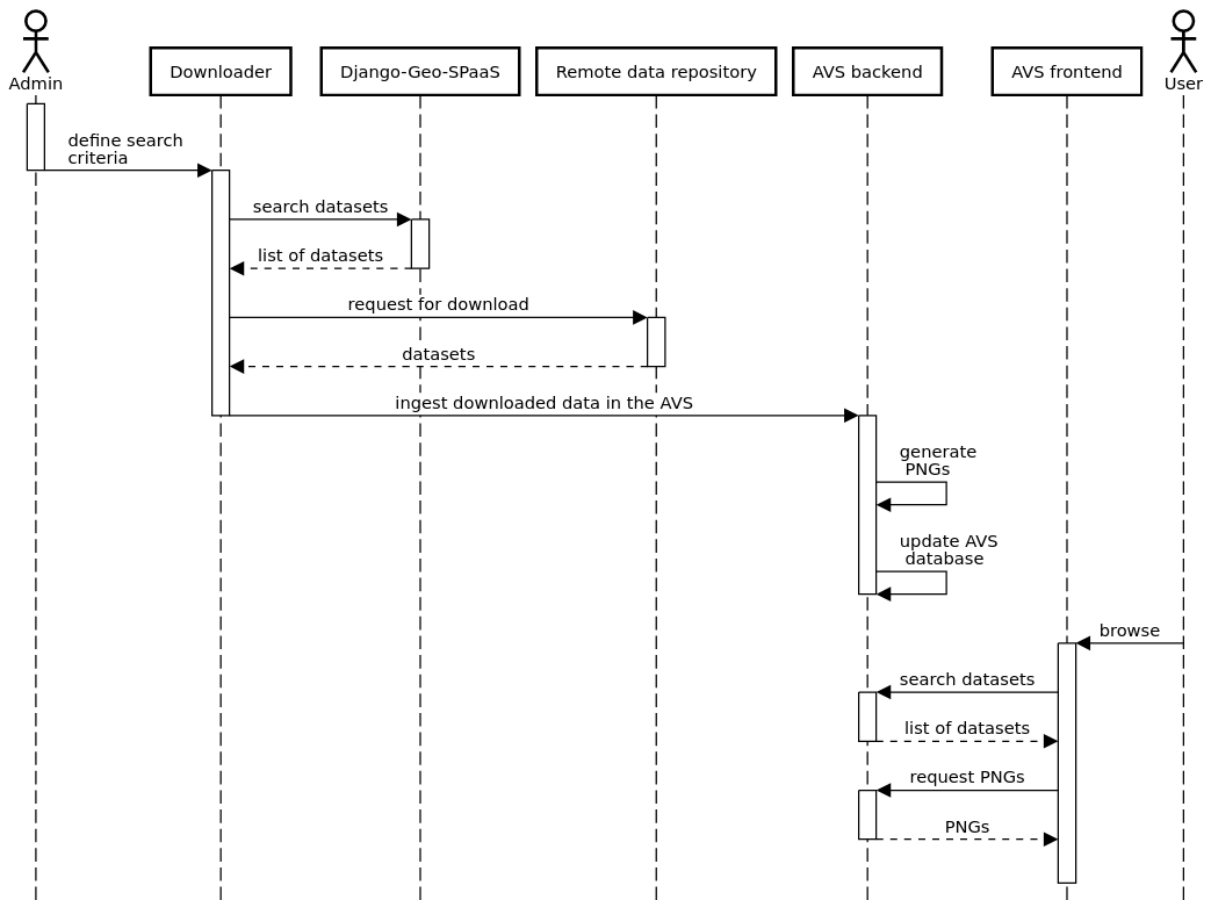 Admin
Downloader
Django-Geo-SPaaS
Remote data repository
AVS backend
AVS frontend
User
define search
criteria
search datasets
list of datasets
request for download
datasets
ingest downloaded data in the AVS
generate
PNGs
update AVS
database
browse
search datasets
list of datasets
request PNGs
PNGs